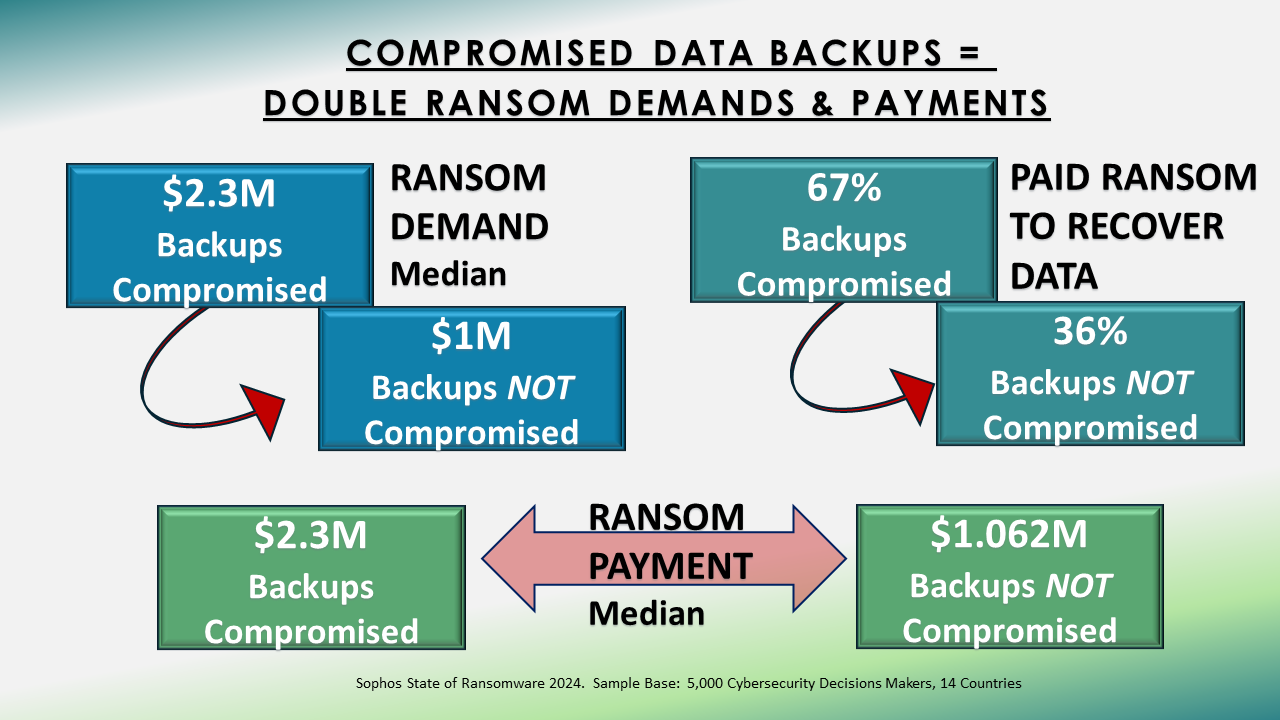 COMPROMISED DATA BACKUPS =
DOUBLE RANSOM DEMANDS & PAYMENTS
$2.3M
Backups
Compromised
RANSOM
DEMAND
Median
$1M
Backups NOT
Compromised
67%
Backups
Compromised
PAID RANSOM
TO RECOVER
DATA
36%
Backups NOT
Compromised
$2.3M
Backups
Compromised
RANSOM
PAYMENT
Median
$1.062M
Backups NOT
Compromised
Sophos State of Ransomware 2024.  Sample Base:  5,000 Cybersecurity Decisions Makers, 14 Countries